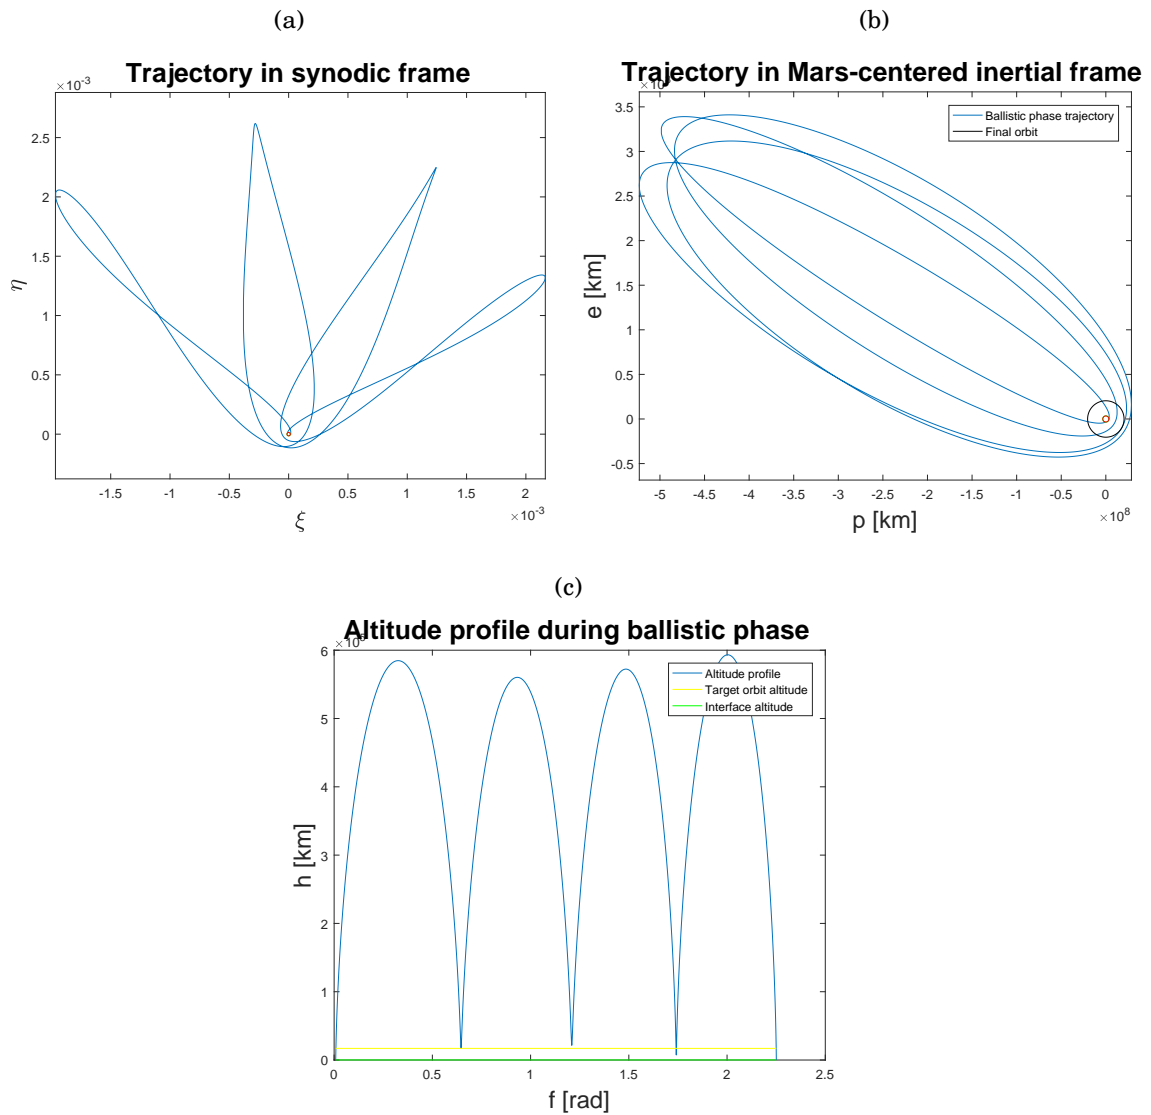 (a)
Trajectory in synodic frame
×10⁻³
2.5
2
1.5
1
0.5
0
η
-1.5
-1
-0.5
0
0.5
1
1.5
2
ξ
×10⁻³
(b)
Trajectory in Mars-centered inertial frame
3.5
3
2.5
2
1.5
1
0.5
0
-0.5
e [km]
Ballistic phase trajectory
Final orbit
-5
-4.5
-4
-3.5
-3
-2.5
-2
-1.5
-1
-0.5
0
p [km]
×10⁸
(c)
Altitude profile during ballistic phase
6
5
4
3
2
1
0
h [km]
Altitude profile
Target orbit altitude
Interface altitude
0
0.5
1
1.5
2
2.5
f [rad]